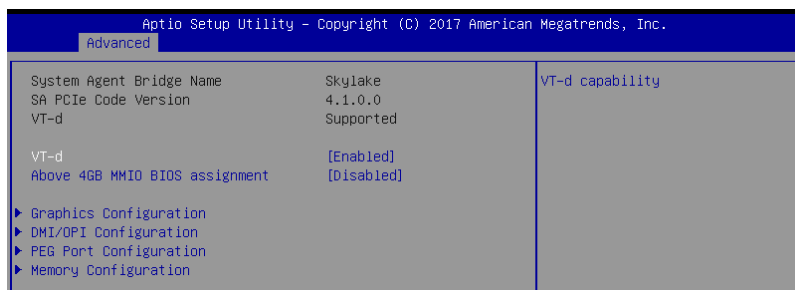 Aptio Setup Utility – Copyright (C) 2017 American Megatrends, Inc.
Advanced
System Agent Bridge Name Skylake VT-d capability
SA PCIe Code Version 4.1.0.0
VT-d Supported
VT-d [Enabled]
Above 4GB MMIO BIOS assignment [Disabled]
Graphics Configuration
DMI/OPI Configuration
PEG Port Configuration
Memory Configuration